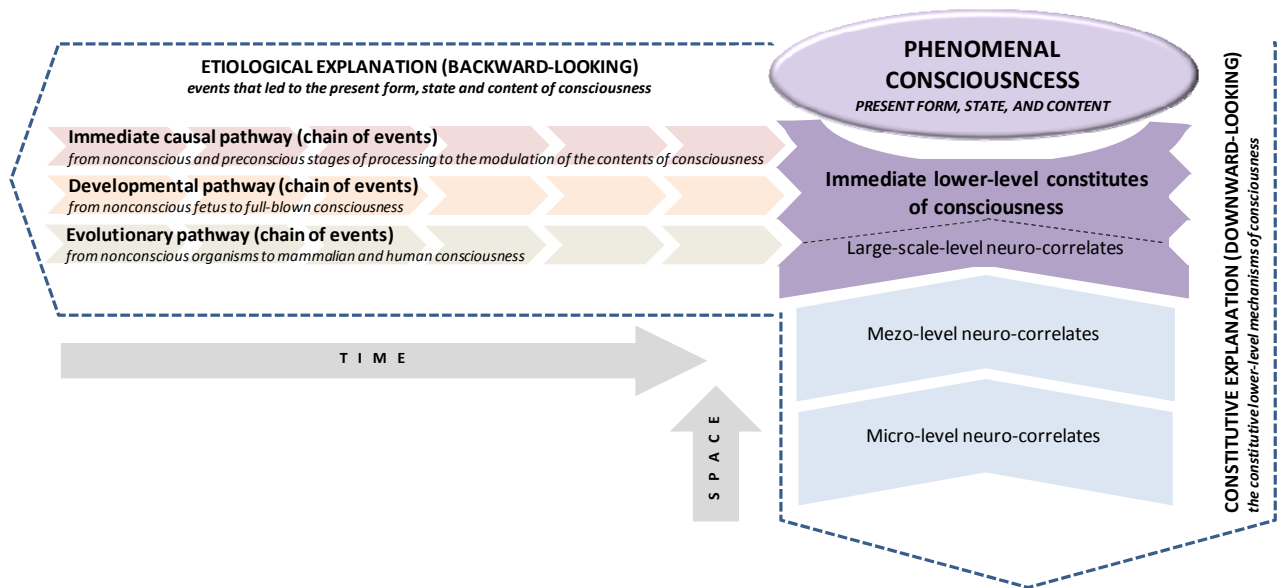 ETIOLOGICAL EXPLANATION (BACKWARD-LOOKING)
events that led to the present form, state and content of consciousness
Immediate causal pathway (chain of events)
from nonconscious and preconscious stages of processing to the modulation of the contents of consciousness
Developmental pathway (chain of events)
from nonconscious fetus to full-blown consciousness
Evolutionary pathway (chain of events)
from nonconscious organisms to mammalian and human consciousness
TIME
SPACE
PHENOMENAL
CONSCIOUSNCESS
PRESENT FORM, STATE, AND CONTENT
Immediate lower-level constitutes
of consciousness
Large-scale-level neuro-correlates
Mezo-level neuro-correlates
Micro-level neuro-correlates
CONSTITUTIVE EXPLANATION (DOWNWARD-LOOKING)
the constitutive lower-level mechanisms of consciousness